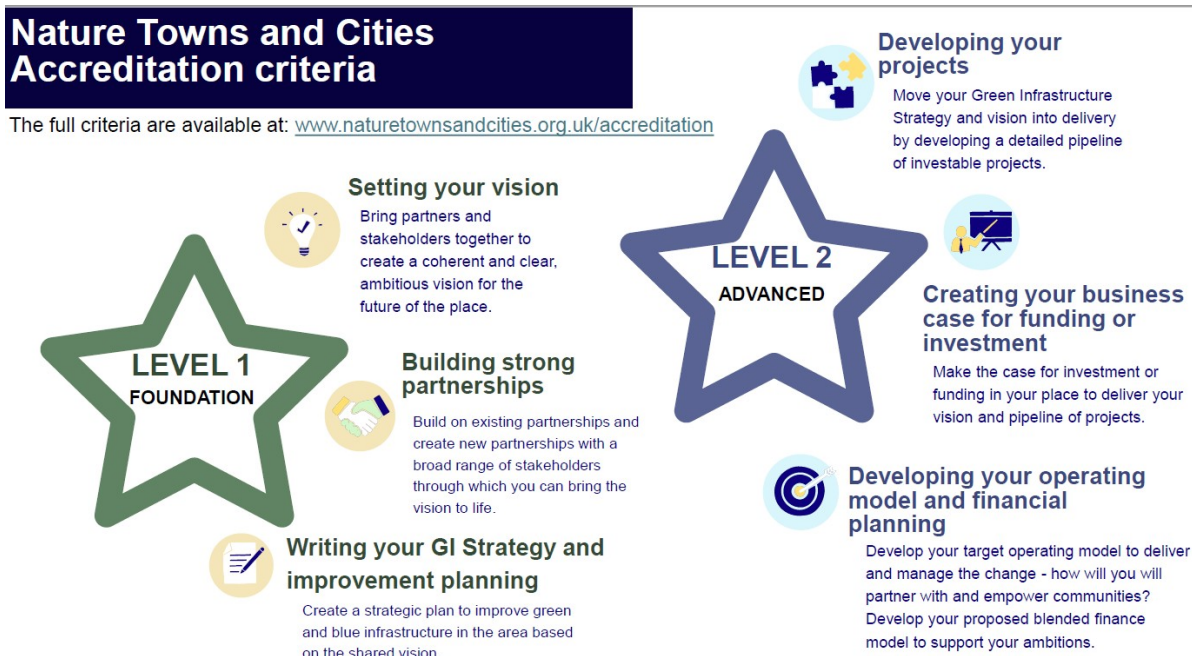 Nature Towns and Cities
Accreditation criteria
The full criteria are available at: www.naturetownsandcities.org.uk/accreditation
LEVEL 1
FOUNDATION
Setting your vision
Bring partners and
stakeholders together to
create a coherent and clear,
ambitious vision for the
future of the place.
Building strong
partnerships
Build on existing partnerships and
create new partnerships with a
broad range of stakeholders
through which you can bring the
vision to life.
Writing your GI Strategy and
improvement planning
Create a strategic plan to improve green
and blue infrastructure in the area based
on the shared vision
LEVEL 2
ADVANCED
Developing your
projects
Move your Green Infrastructure
Strategy and vision into delivery
by developing a detailed pipeline
of investable projects.
Creating your business
case for funding or
investment
Make the case for investment or
funding in your place to deliver your
vision and pipeline of projects.
Developing your operating
model and financial
planning
Develop your target operating model to deliver
and manage the change - how will you will
partner with and empower communities?
Develop your proposed blended finance
model to support your ambitions.